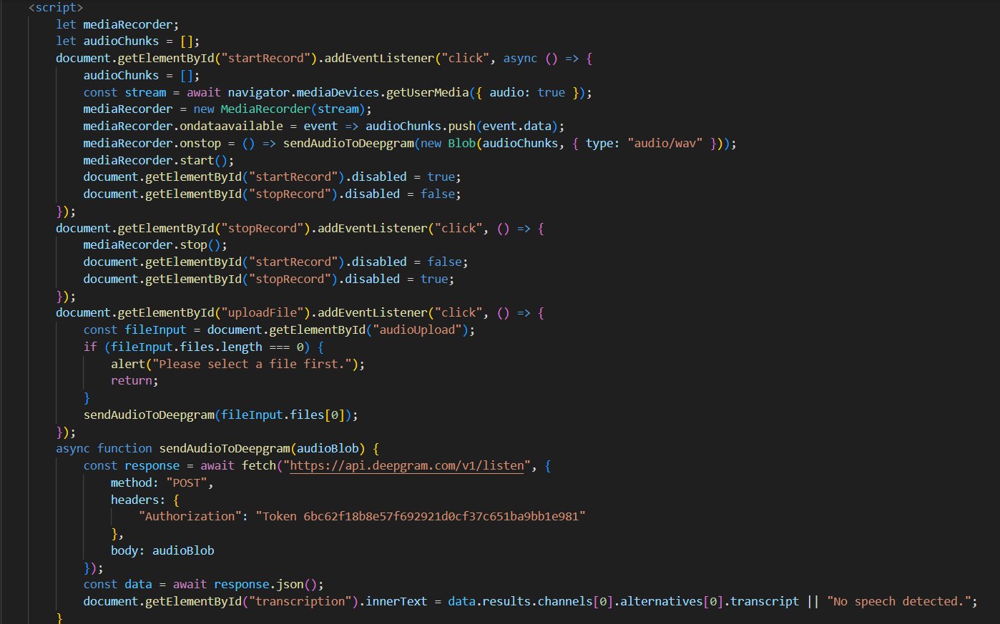 <script>
let mediaRecorder;
let audioChunks = [];
document.getElementById("startRecord").addEventListener("click", async () => {
audioChunks = [];
const stream = await navigator.mediaDevices.getUserMedia({ audio: true });
mediaRecorder = new MediaRecorder(stream);
mediaRecorder.ondataavailable = event => audioChunks.push(event.data);
mediaRecorder.onstop = () => sendAudioToDeepgram(new Blob(audioChunks, { type: "audio/wav" }));
mediaRecorder.start();
document.getElementById("startRecord").disabled = true;
document.getElementById("stopRecord").disabled = false;
});
document.getElementById("stopRecord").addEventListener("click", () => {
mediaRecorder.stop();
document.getElementById("startRecord").disabled = false;
document.getElementById("stopRecord").disabled = true;
});
document.getElementById("uploadFile").addEventListener("click", () => {
const fileInput = document.getElementById("audioUpload");
if (fileInput.files.length === 0) {
alert("Please select a file first.");
return;
}
sendAudioToDeepgram(fileInput.files[0]);
});
async function sendAudioToDeepgram(audioBlob) {
const response = await fetch("https://api.deepgram.com/v1/listen", {
method: "POST",
headers: {
"Authorization": "Token 6bc62f18b8e57f692921d0cf37c651ba9bb1e981"
},
body: audioBlob
});
const data = await response.json();
document.getElementById("transcription").innerText = data.results.channels[0].alternatives[0].transcript || "No speech detected.";
}